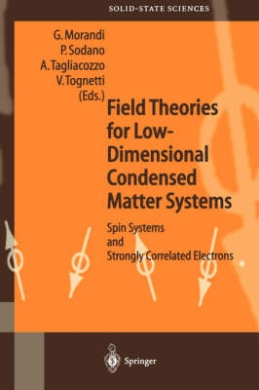 SOLID-STATE SCIENCES
G. Morandi
P. Sodano
A. Tagliacozzo
V. Tognetti
(Eds.)
Field Theories
for Low-
Dimensional
Condensed
Matter Systems
Spin Systems
and
Strongly Correlated Electrons
Springer